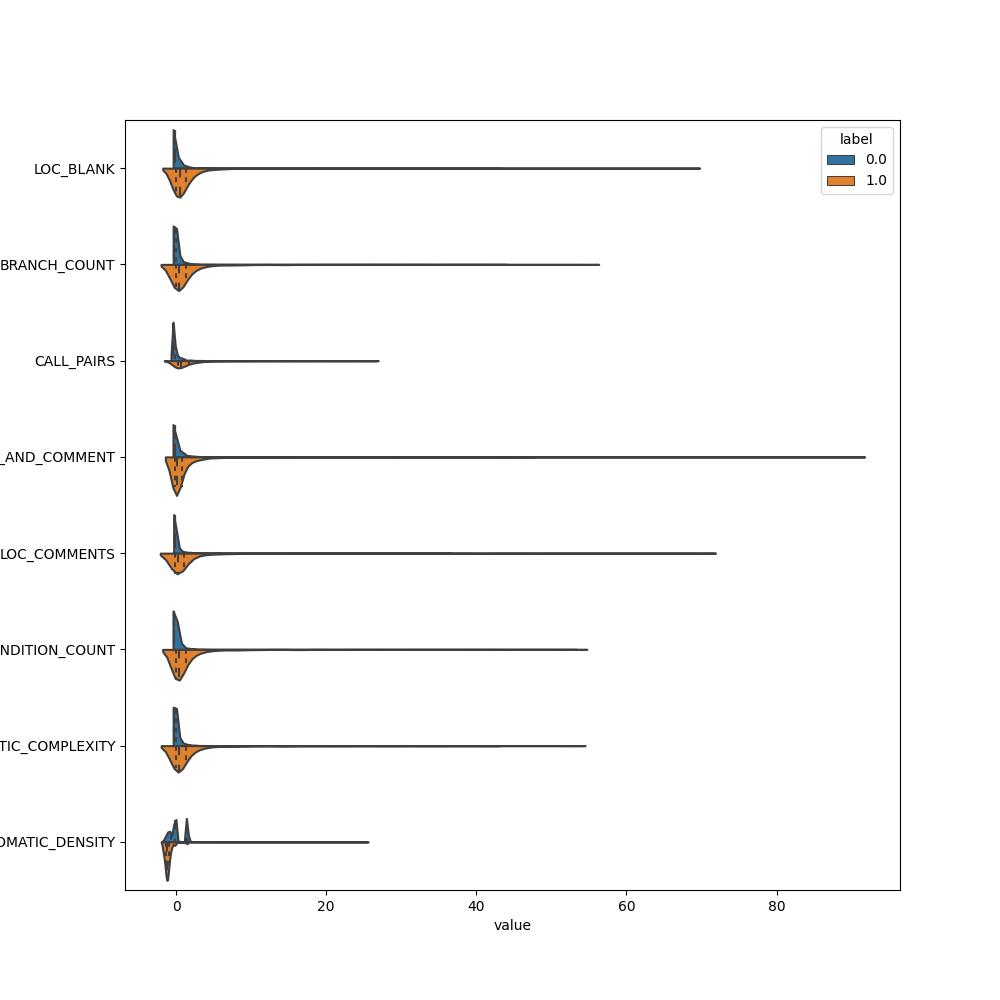 label
0.0
1.0
LOC_BLANK
BRANCH_COUNT
CALL_PAIRS
_AND_COMMENT
LOC_COMMENTS
NDITION_COUNT
TIC_COMPLEXITY
OMATIC_DENSITY
0
20
40
60
80
value